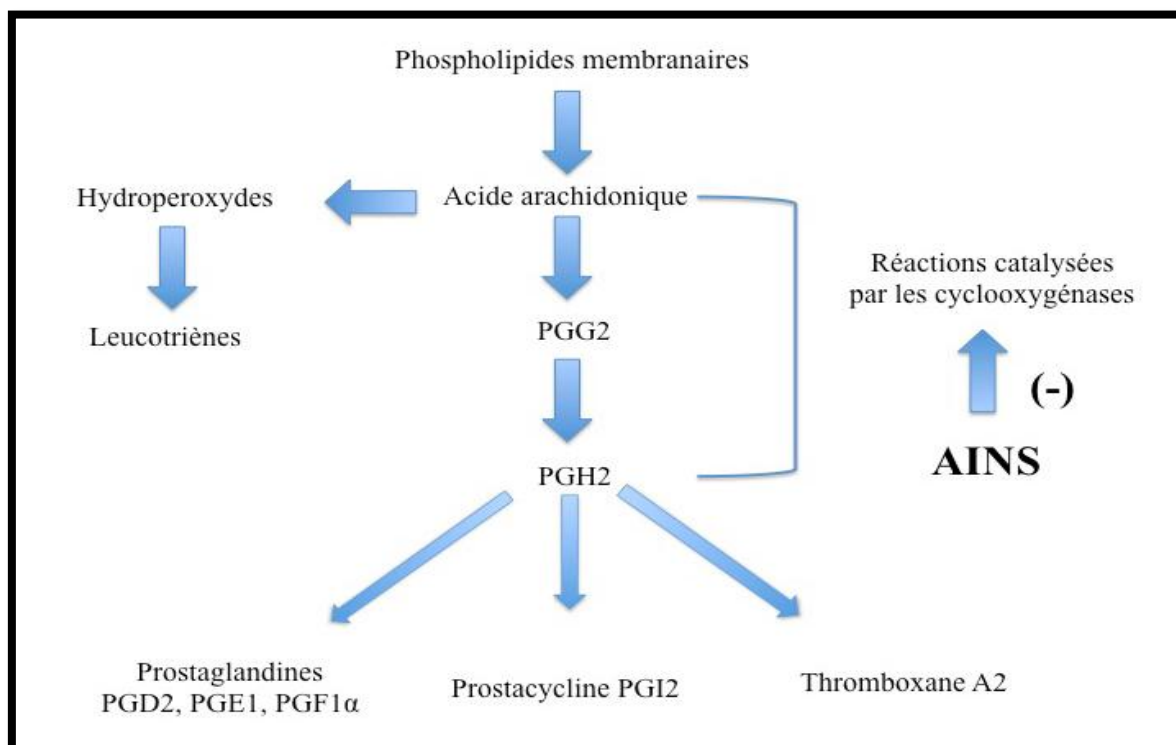 Phospholipides membranaires
Hydroperoxydes
Acide arachidonique
Réactions catalysées
par les cyclooxygénases
Leucotriènes
PGG2
(-)
AINS
PGH2
Prostaglandines
PGD2, PGE1, PGF1α
Prostacycline PGI2
Thromboxane A2